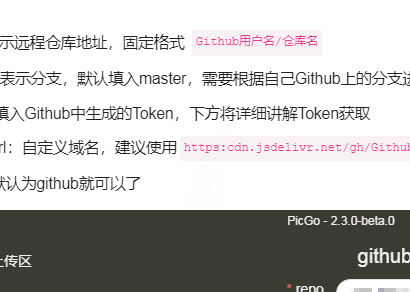 示远程仓库地址，固定格式 Github用户名/仓库名
表示分支，默认填入master，需要根据自己Github上的分支
填入Github中生成的Token，下方将详细讲解Token获取
rl：自定义域名，建议使用 https:cdn.jsdelivr.net/gh/Github
默认为github就可以了
PicGo - 2.3.0-beta.0
上传区
github
* repo